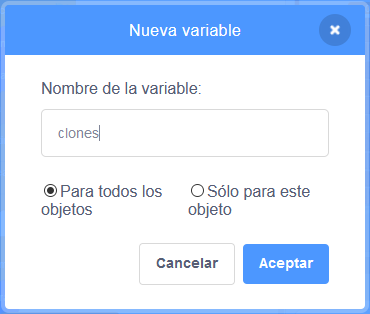 Nueva variable
Nombre de la variable:
clones
Para todos los
objetos
Sólo para este
objeto
Cancelar
Aceptar